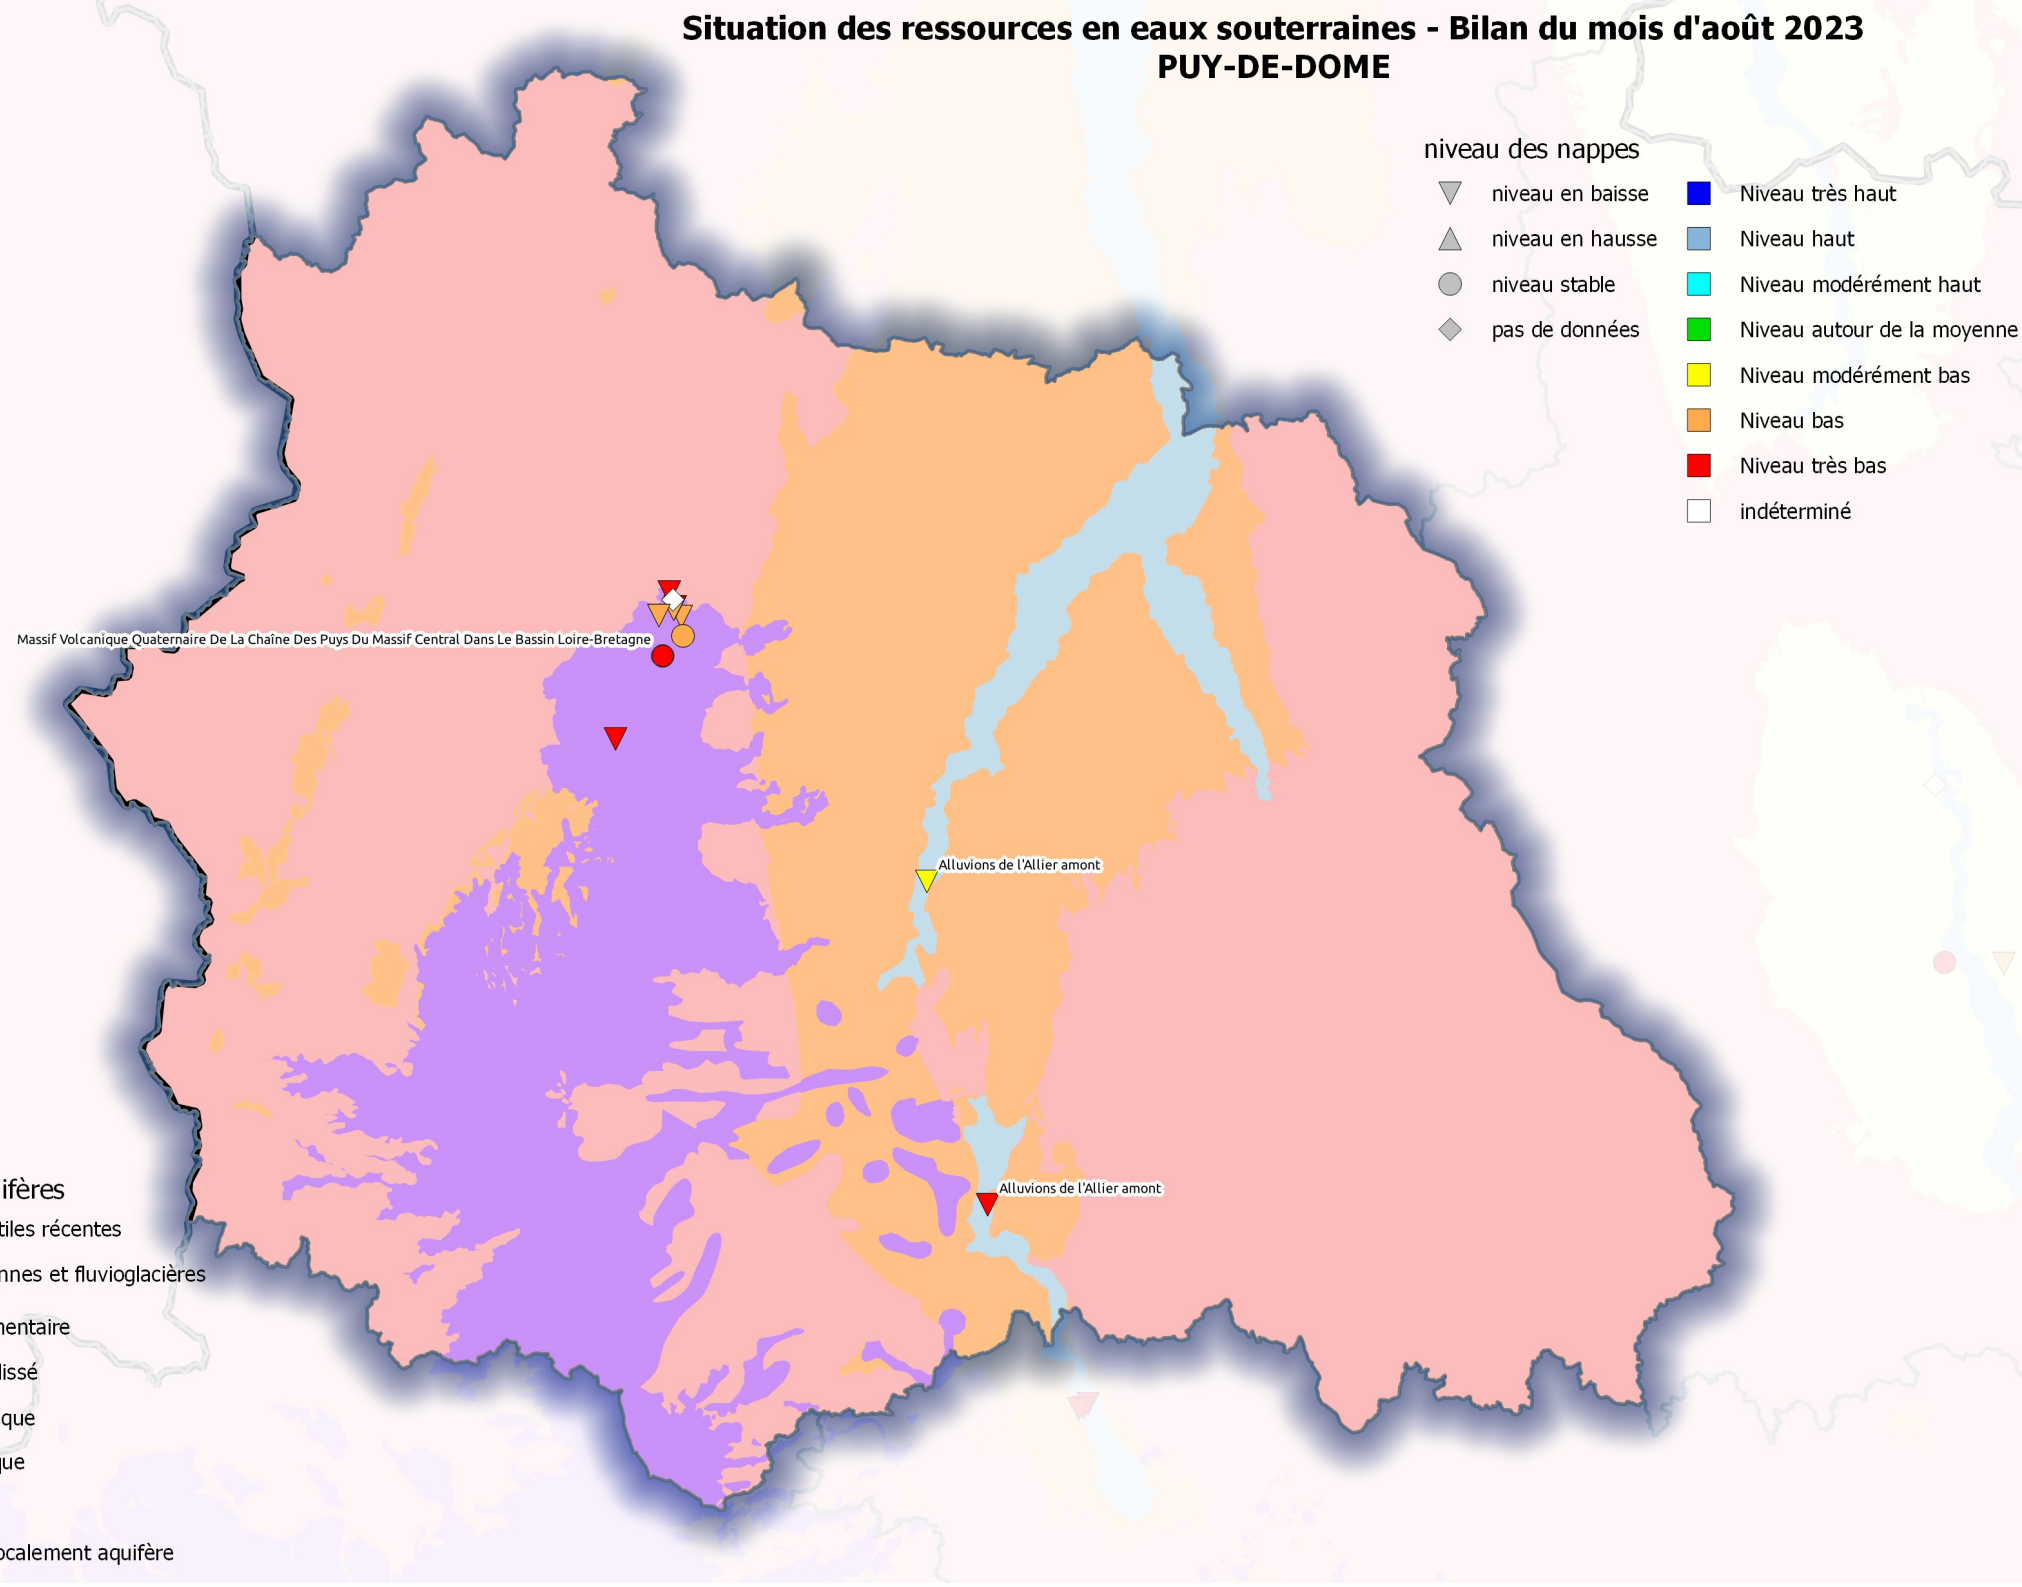 Situation des ressources en eaux souterraines - Bilan du mois d'août 2023
PUY-DE-DOME
niveau des nappes
niveau en baisse
niveau en hausse
niveau stable
pas de données
Niveau très haut
Niveau haut
Niveau modérément haut
Niveau autour de la moyenne
Niveau modérément bas
Niveau bas
Niveau très bas
indéterminé
Massif Volcanique Quaternaire De La Chaîne Des Puys Du Massif Central Dans Le Bassin Loire-Bretagne
Alluvions de l'Allier amont
Alluvions de l'Allier amont
ifères
tiles récentes
nnes et fluvioglacières
mentaire
lissé
que
que
ocalement aquifère